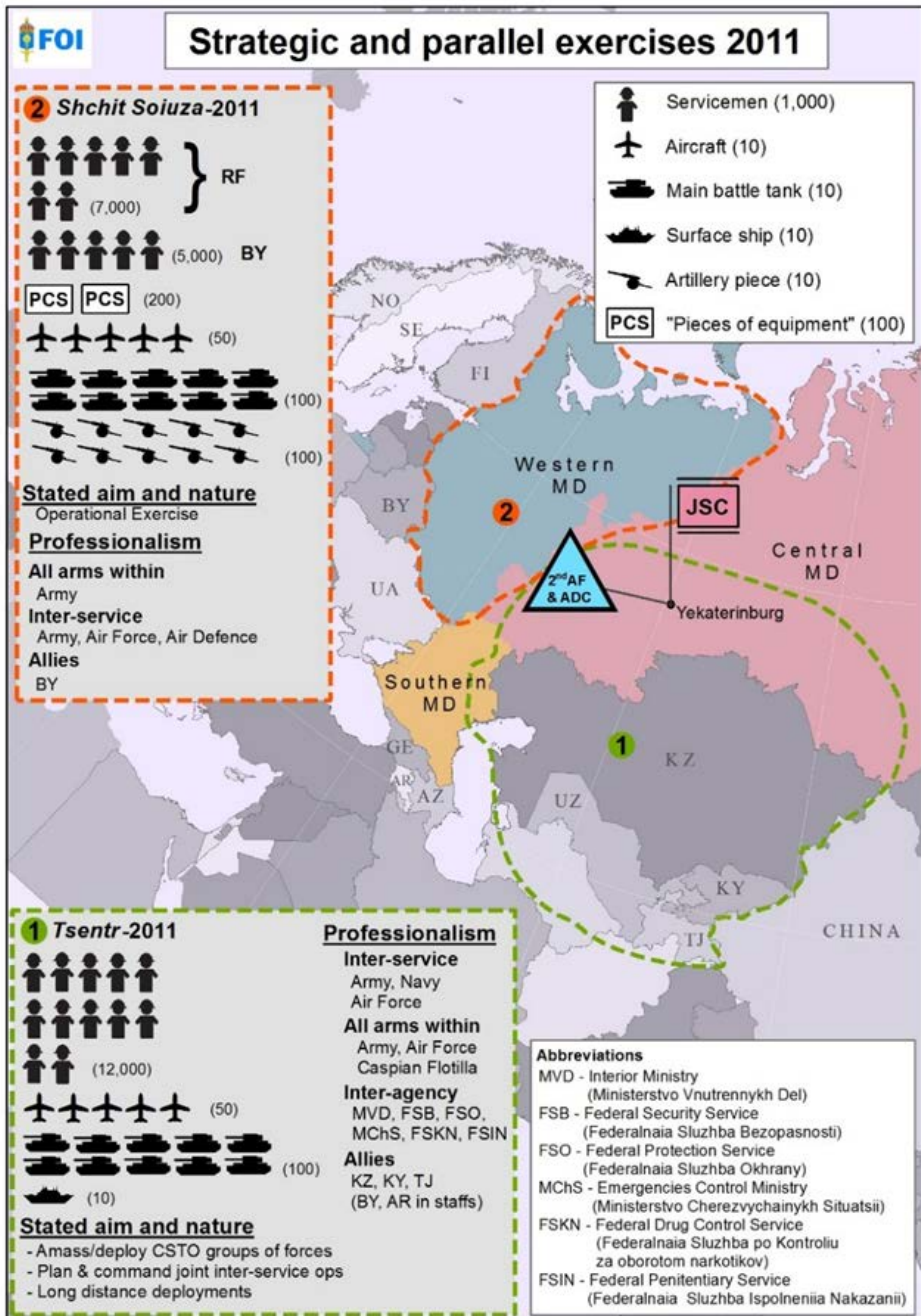 FOI
Strategic and parallel exercises 2011
2 Shchit Soiuza-2011
RF
(7,000)
(5,000) BY
PCS PCS (200)
(50)
(100)
(100)
Stated aim and nature
Operational Exercise
Professionalism
All arms within
Army
Inter-service
Army, Air Force, Air Defence
Allies
BY
Servicemen (1,000)
Aircraft (10)
Main battle tank (10)
Surface ship (10)
Artillery piece (10)
PCS "Pieces of equipment" (100)
NO
SE
FI
Western
MD
2
BY
JSC
Central
MD
UA
2nd AF
& ADC
Yekaterinburg
Southern
MD
1
KZ
GE
AR
AZ
UZ
KY
TJ
CHINA
1 Tsentr-2011
(12,000)
(50)
(100)
(10)
Stated aim and nature
- Amass/deploy CSTO groups of forces
- Plan & command joint inter-service ops
- Long distance deployments
Professionalism
Inter-service
Army, Navy
Air Force
All arms within
Army, Air Force
Caspian Flotilla
Inter-agency
MVD, FSB, FSO,
MChS, FSKN, FSIN
Allies
KZ, KY, TJ
(BY, AR in staffs)
Abbreviations
MVD - Interior Ministry
(Ministerstvo Vnutrennykh Del)
FSB - Federal Security Service
(Federalnaia Sluzhba Bezopasnosti)
FSO - Federal Protection Service
(Federalnaia Sluzhba Okhrany)
MChS - Emergencies Control Ministry
(Ministerstvo Cherezvychainykh Situatsii)
FSKN - Federal Drug Control Service
(Federalnaia Sluzhba po Kontroliu
za oborotom narkotikov)
FSIN - Federal Penitentiary Service
(Federalnaia Sluzhba Ispolneniia Nakazanii)